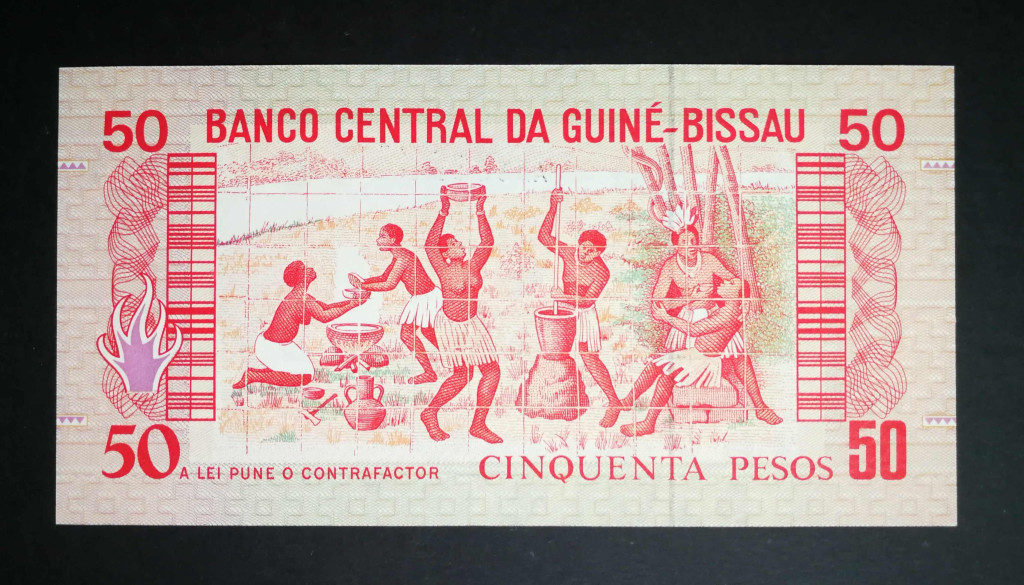 50 BANCO CENTRAL DA GUINÉ-BISSAU 50
50 A LEI PUNE O CONTRAFACTOR CINQUENTA PESOS 50